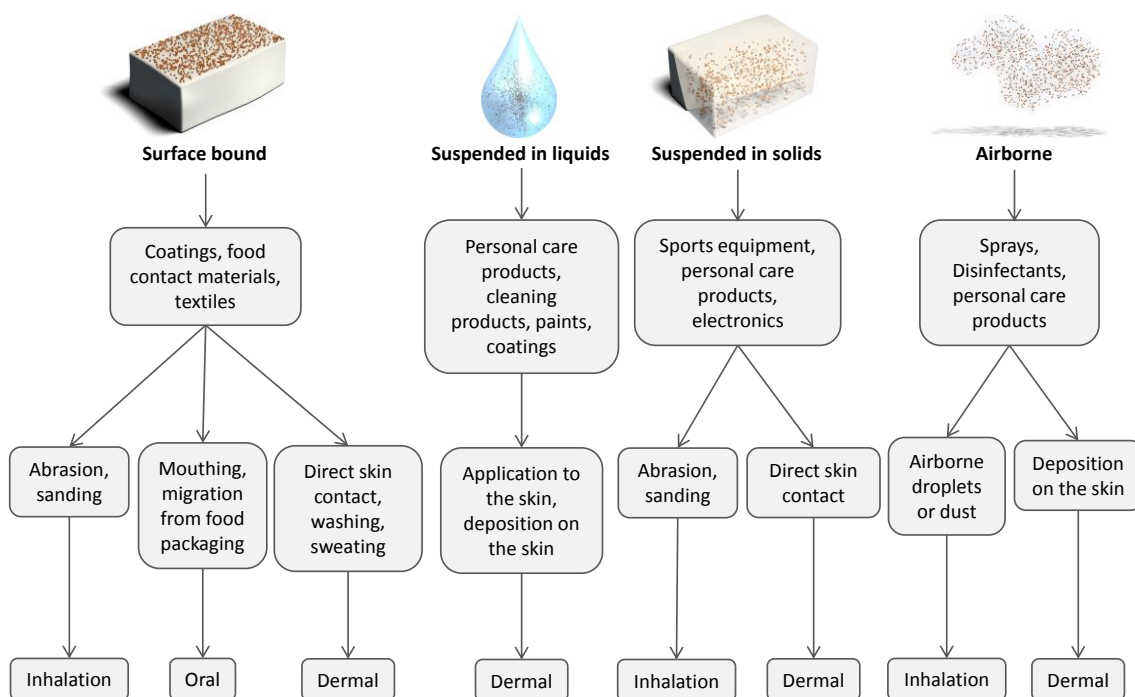 Surface bound
Suspended in liquids
Suspended in solids
Airborne
Coatings, food
contact materials,
textiles
Personal care
products,
cleaning
products, paints,
coatings
Sports equipment,
personal care
products,
electronics
Sprays,
Disinfectants,
personal care
products
Abrasion,
sanding
Mouthing,
migration
from food
packaging
Direct skin
contact,
washing,
sweating
Application to
the skin,
deposition on
the skin
Abrasion,
sanding
Direct skin
contact
Airborne
droplets
or dust
Deposition
on the skin
Inhalation
Oral
Dermal
Dermal
Inhalation
Dermal
Inhalation
Dermal